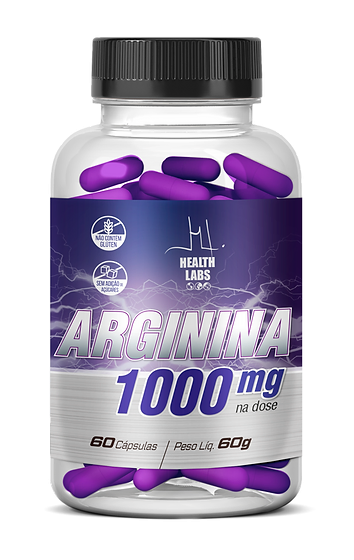 NÃO CONTÉM
GLÚTEN
HEALTH
LABS
SEM ADIÇÃO DE
AÇÚCARES
ARGININA
1000 mg
na dose
60 Cápsulas / Peso Líq. 60g